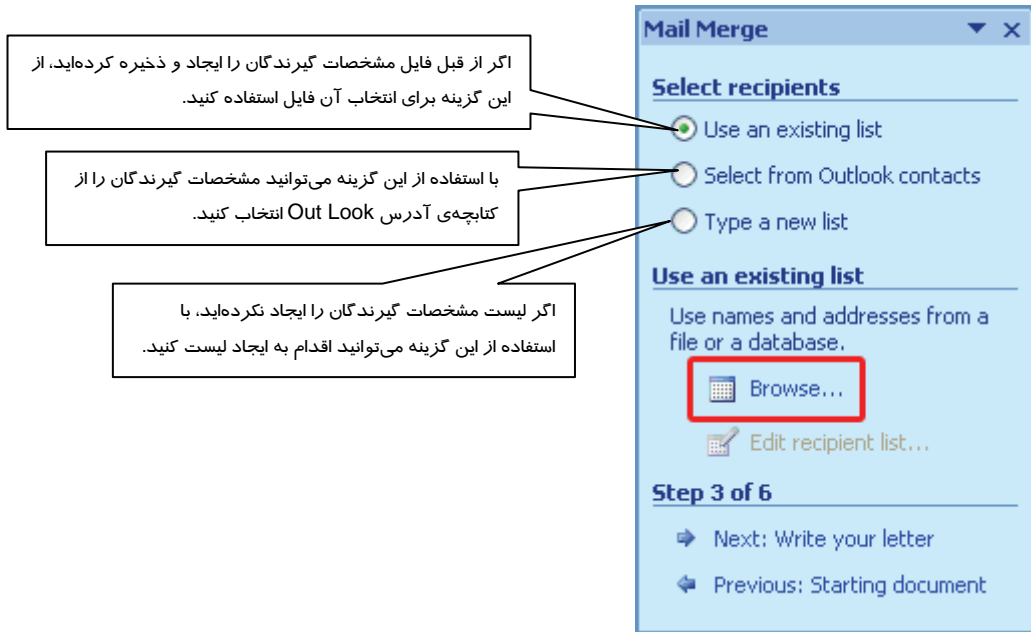 Mail Merge
اگر از قبل فایل مشخصات گیرندگان را ایجاد و ذخیره کرده‌اید، از
این گزینه برای انتخاب آن فایل استفاده کنید.
Select recipients
Use an existing list
با استفاده از این گزینه می‌توانید مشخصات گیرندگان را از
کتابچه‌ی آدرس Out Look انتخاب کنید.
Select from Outlook contacts
Type a new list
اگر لیست مشخصات گیرندگان را ایجاد نکرده‌اید، با
استفاده از این گزینه می‌توانید اقدام به ایجاد لیست کنید.
Use an existing list
Use names and addresses from a
file or a database.
Browse...
Edit recipient list...
Step 3 of 6
Next: Write your letter
Previous: Starting document